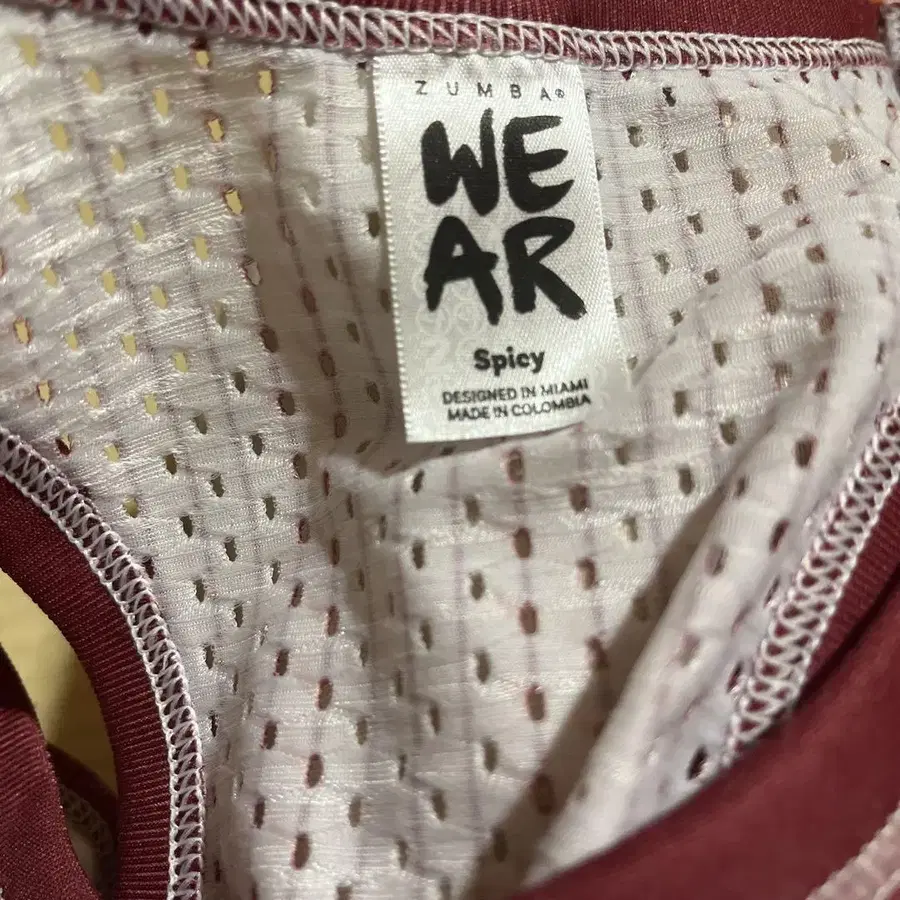 ZUMBA®
WE
AR
Spicy
DESIGNED IN MIAMI
MADE IN COLOMBIA